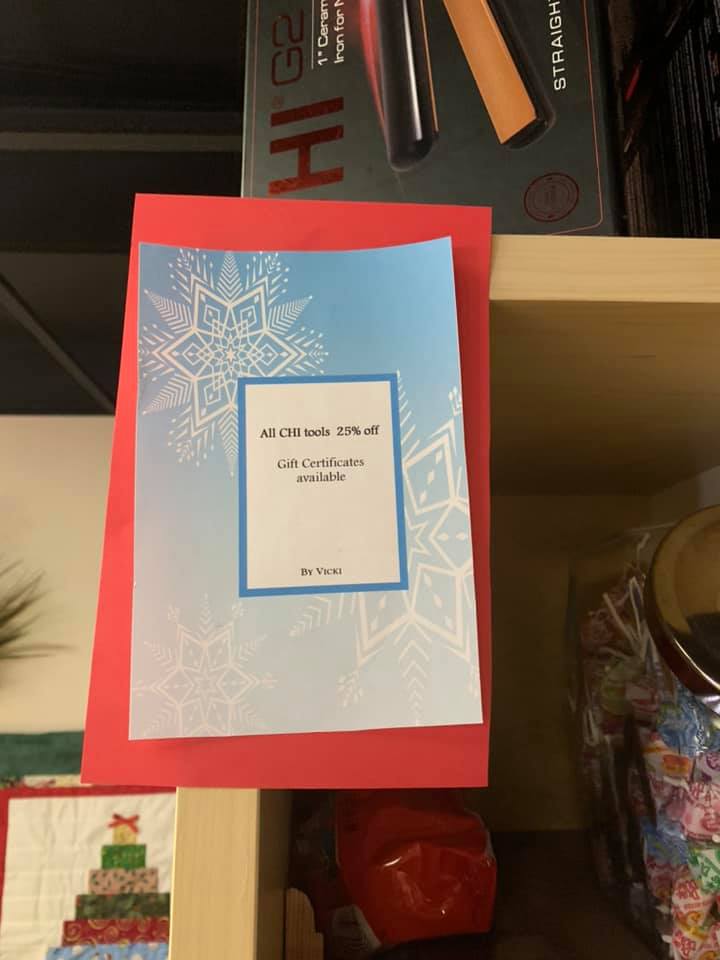 HI® G2
1" Ceram
Iron for
STRAIGH
All CHI tools 25% off
Gift Certificates
available
By Vicki